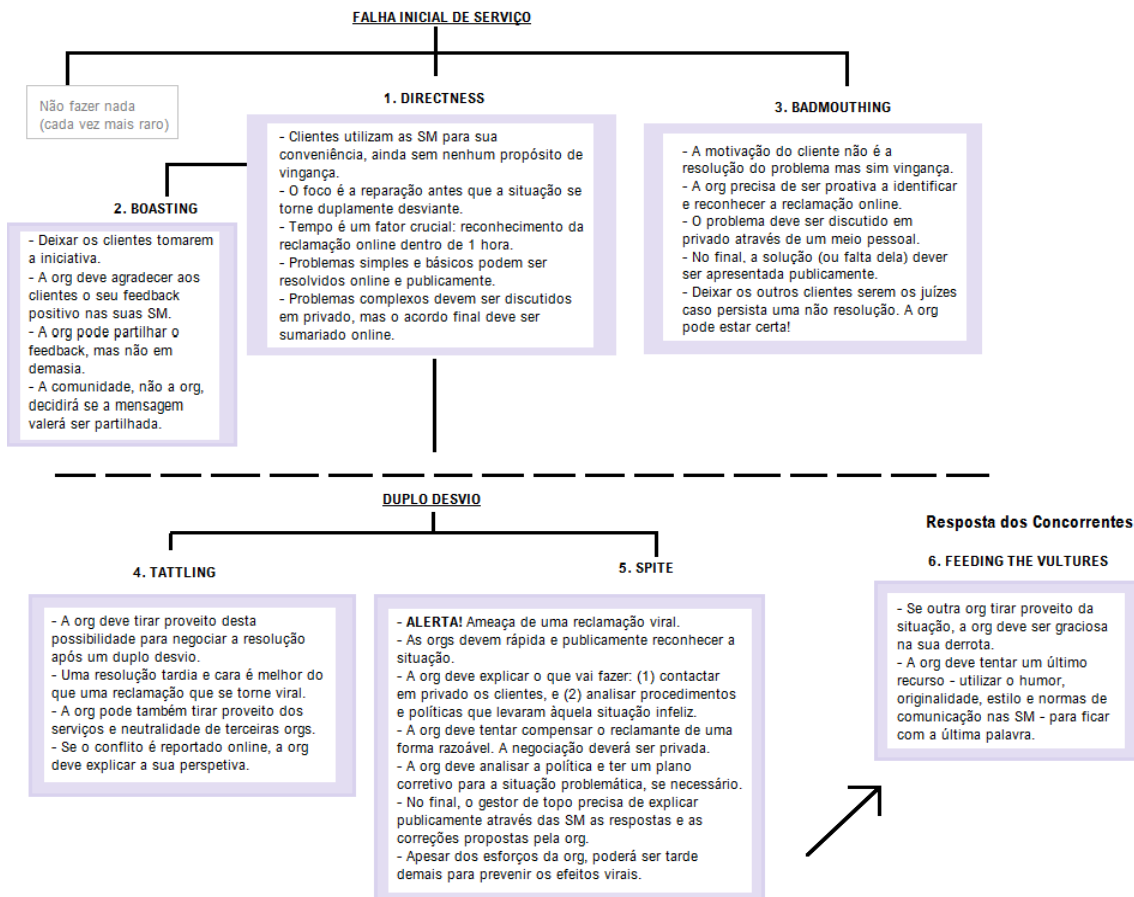 FALHA INICIAL DE SERVIÇO
Não fazer nada
(cada vez mais raro)
1. DIRECTNESS
- Clientes utilizam as SM para sua
conveniência, ainda sem nenhum propósito de
vingança.
- O foco é a reparação antes que a situação se
torne duplamente desviante.
- Tempo é um fator crucial: reconhecimento da
reclamação online dentro de 1 hora.
- Problemas simples e básicos podem ser
resolvidos online e publicamente.
- Problemas complexos devem ser discutidos
em privado, mas o acordo final deve ser
sumariado online.
3. BADMOUTHING
- A motivação do cliente não é a
resolução do problema mas sim vingança.
- A org precisa de ser proativa a identificar
e reconhecer a reclamação online.
- O problema deve ser discutido em
privado através de um meio pessoal.
- No final, a solução (ou falta dela) dever
ser apresentada publicamente.
- Deixar os outros clientes serem os juízes
caso persista uma não resolução. A org
pode estar certa!
2. BOASTING
- Deixar os clientes tomarem
a iniciativa.
- A org deve agradecer aos
clientes o seu feedback
positivo nas suas SM.
- A org pode partilhar o
feedback, mas não em
demasia.
- A comunidade, não a org,
decidirá se a mensagem
valerá ser partilhada.
DUPLO DESVIO
4. TATTLING
- A org deve tirar proveito desta
possibilidade para negociar a resolução
após um duplo desvio.
- Uma resolução tardia e cara é melhor do
que uma reclamação que se torne viral.
- A org pode também tirar proveito dos
serviços e neutralidade de terceiras orgs.
- Se o conflito é reportado online, a org
deve explicar a sua perspetiva.
5. SPITE
- ALERTA! Ameaça de uma reclamação viral.
- As orgs devem rápida e publicamente reconhecer a
situação.
- A org deve explicar o que vai fazer: (1) contactar
em privado os clientes, e (2) analisar procedimentos
e políticas que levaram àquela situação infeliz.
- A org deve tentar compensar o reclamante de uma
forma razoável. A negociação deverá ser privada.
- A org deve analisar a política e ter um plano
corretivo para a situação problemática, se necessário.
- No final, o gestor de topo precisa de explicar
publicamente através das SM as respostas e as
correções propostas pela org.
- Apesar dos esforços da org, poderá ser tarde
demais para prevenir os efeitos virais.
Resposta dos Concorrentes
6. FEEDING THE VULTURES
- Se outra org tirar proveito da
situação, a org deve ser graciosa
na sua derrota.
- A org deve tentar um último
recurso - utilizar o humor,
originalidade, estilo e normas de
comunicação nas SM - para ficar
com a última palavra.